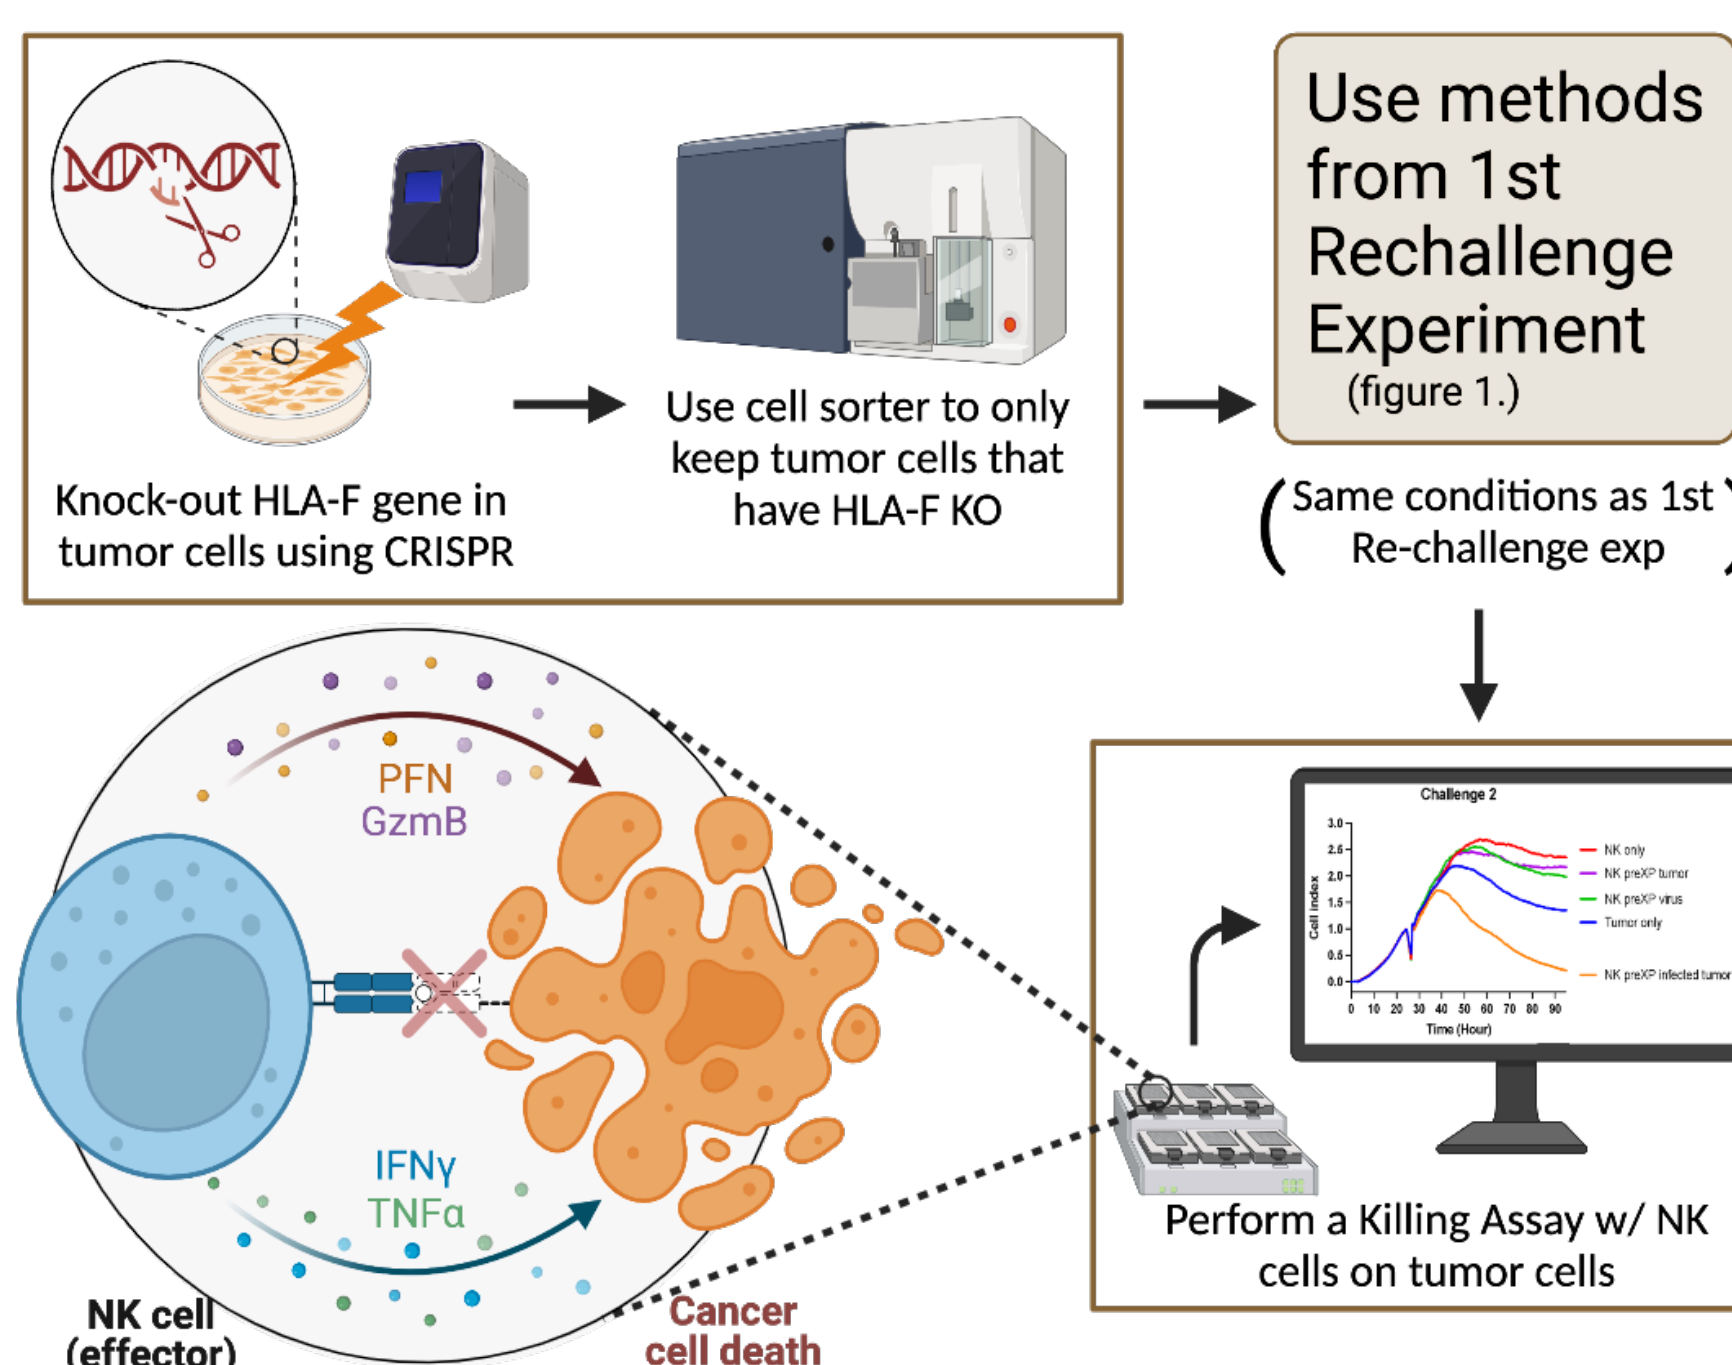 Knock-out HLA-F gene in
tumor cells using CRISPR
Use cell sorter to only
keep tumor cells that
have HLA-F KO
Use methods
from 1st
Rechallenge
Experiment
(figure 1.)
(Same conditions as 1st
Re-challenge exp)
PFN
GzmB
IFNγ
TNFα
NK cell
(effector)
Cancer
cell death
Challenge 2
Cell index
3.0
2.5
2.0
1.5
1.0
0.5
0.0
0 10 20 30 40 50 60 70 80 90
Time (Hour)
NK only
NK preXP tumor
NK preXP virus
Tumor only
NK preXP infected tumor
Perform a Killing Assay w/ NK
cells on tumor cells